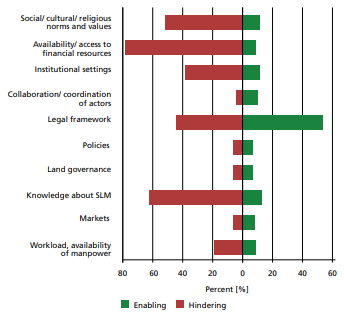 Social/ cultural/ religious
norms and values
Availability/ access to
financial resources
Institutional settings
Collaboration/ coordination
of actors
Legal framework
Policies
Land governance
Knowledge about SLM
Markets
Workload, availability
of manpower
80 60 40 20 0 20 40 60
Percent [%]
Enabling Hindering